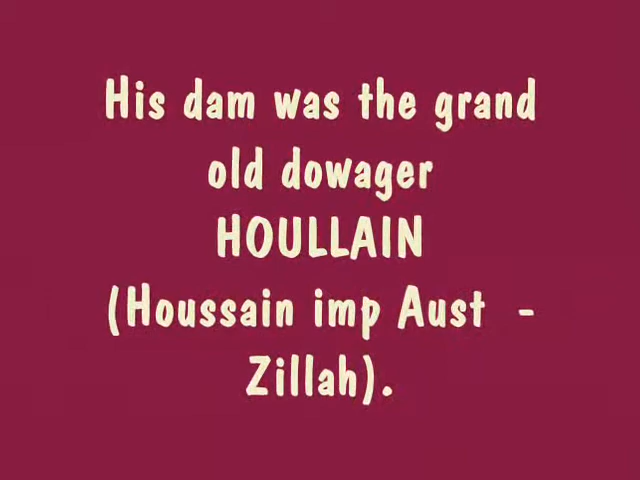 His dam was the grand
old dowager
HOULLAIN
(Houssain imp Aust -
Zillah).